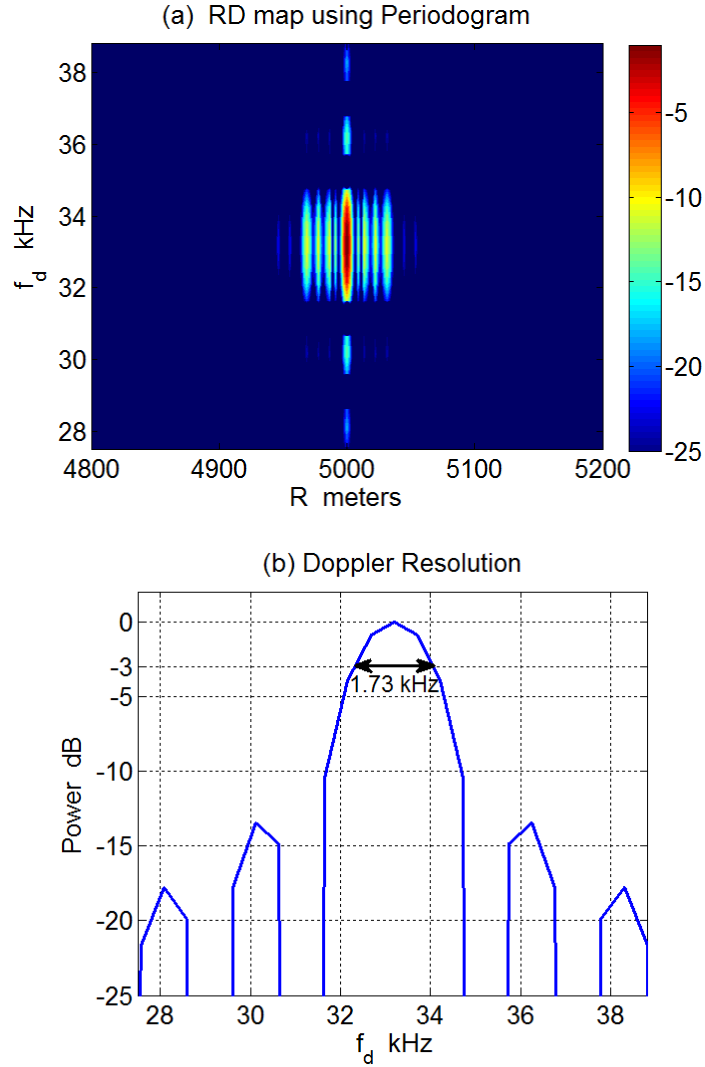 (a) RD map using Periodogram
38
36
34
32
30
28
f_d kHz
4800 4900 5000 5100 5200
R meters
-5
-10
-15
-20
-25
(b) Doppler Resolution
0
-3
-5
-10
-15
-20
-25
Power dB
1.73 kHz
28 30 32 34 36 38
f_d kHz